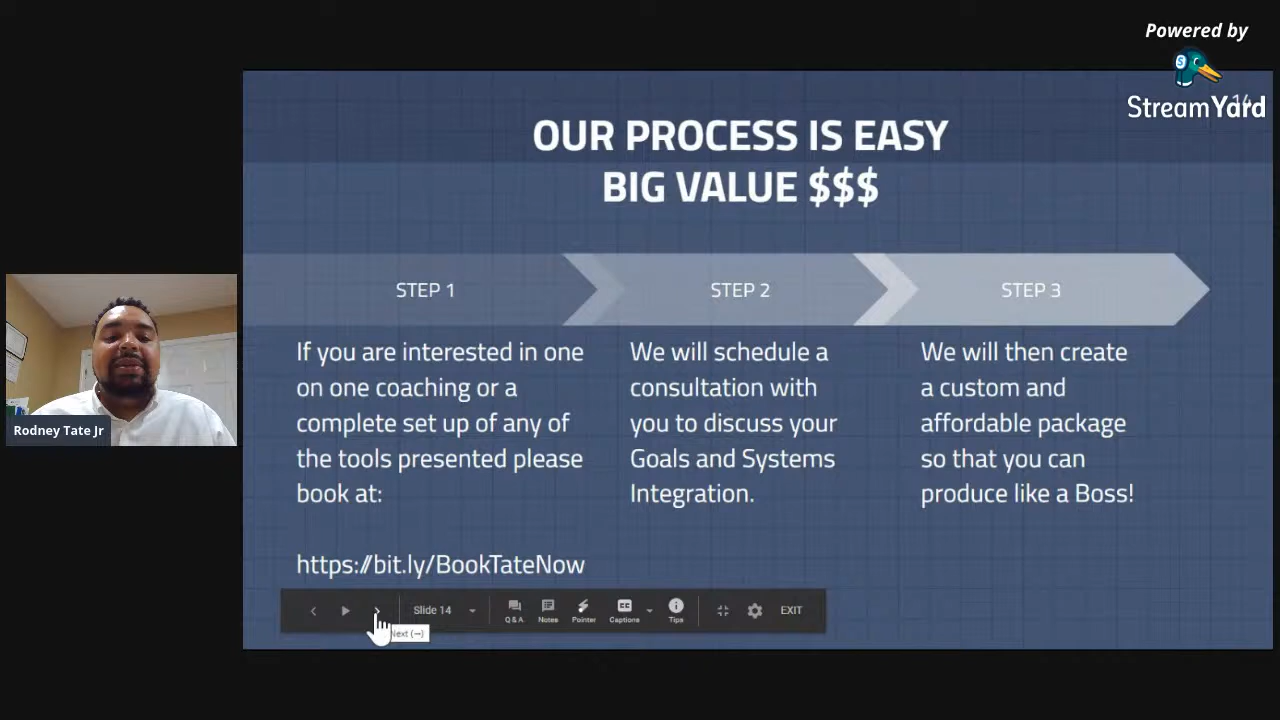 Powered by
StreamYard
OUR PROCESS IS EASY
BIG VALUE $$$
STEP 1
STEP 2
STEP 3
If you are interested in one
on one coaching or a
complete set up of any of
the tools presented please
book at:
https://bit.ly/BookTateNow
We will schedule a
consultation with
you to discuss your
Goals and Systems
Integration.
We will then create
a custom and
affordable package
so that you can
produce like a Boss!
Rodney Tate Jr
Slide 14
Q & A
Notes
Pointer
Captions
Tips
EXIT
Next (→)